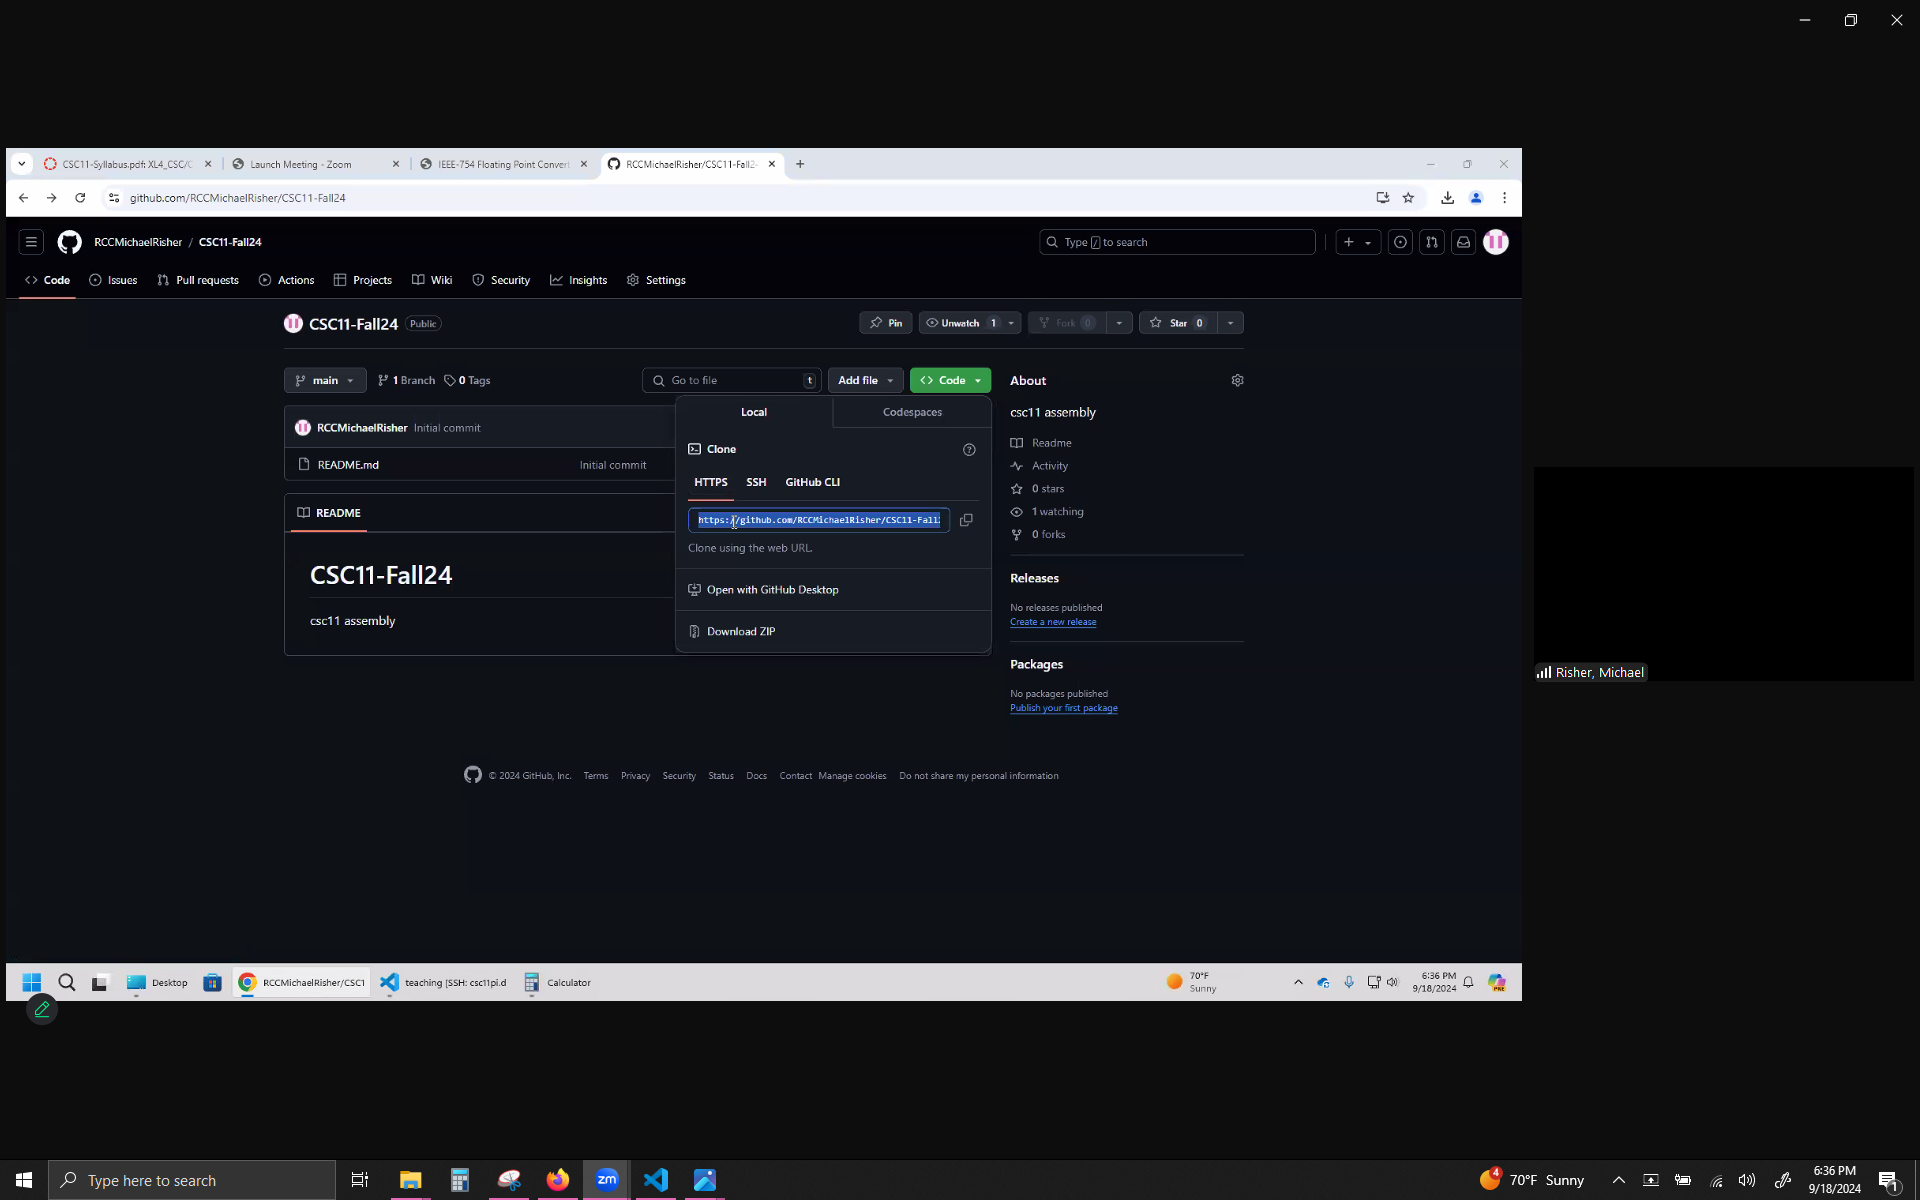 CSC11-Syllabus.pdf: XL4_CSC/C
Launch Meeting - Zoom
IEEE-754 Floating Point Convert
RCCMichaelRisher/CSC11-Fall2
github.com/RCCMichaelRisher/CSC11-Fall24
RCCMichaelRisher / CSC11-Fall24
Type / to search
Code
Issues
Pull requests
Actions
Projects
Wiki
Security
Insights
Settings
CSC11-Fall24
Public
Pin
Unwatch 1
Fork 0
Star 0
main
1 Branch
0 Tags
Go to file
t
Add file
Code
About
csc11 assembly
Readme
Activity
0 stars
1 watching
0 forks
Releases
No releases published
Create a new release
Packages
No packages published
Publish your first package
RCCMichaelRisher Initial commit
README.md
Initial commit
README
CSC11-Fall24
csc11 assembly
Local
Codespaces
Clone
HTTPS
SSH
GitHub CLI
https://github.com/RCCMichaelRisher/CSC11-Fall
Clone using the web URL.
Open with GitHub Desktop
Download ZIP
© 2024 GitHub, Inc.
Terms
Privacy
Security
Status
Docs
Contact
Manage cookies
Do not share my personal information
Risher, Michael
Desktop
RCCMichaelRisher/CSC1
teaching [SSH: csc11pi.d
Calculator
70°F
Sunny
6:36 PM
9/18/2024
PRE
Type here to search
zm
4
70°F Sunny
6:36 PM
9/18/2024
1